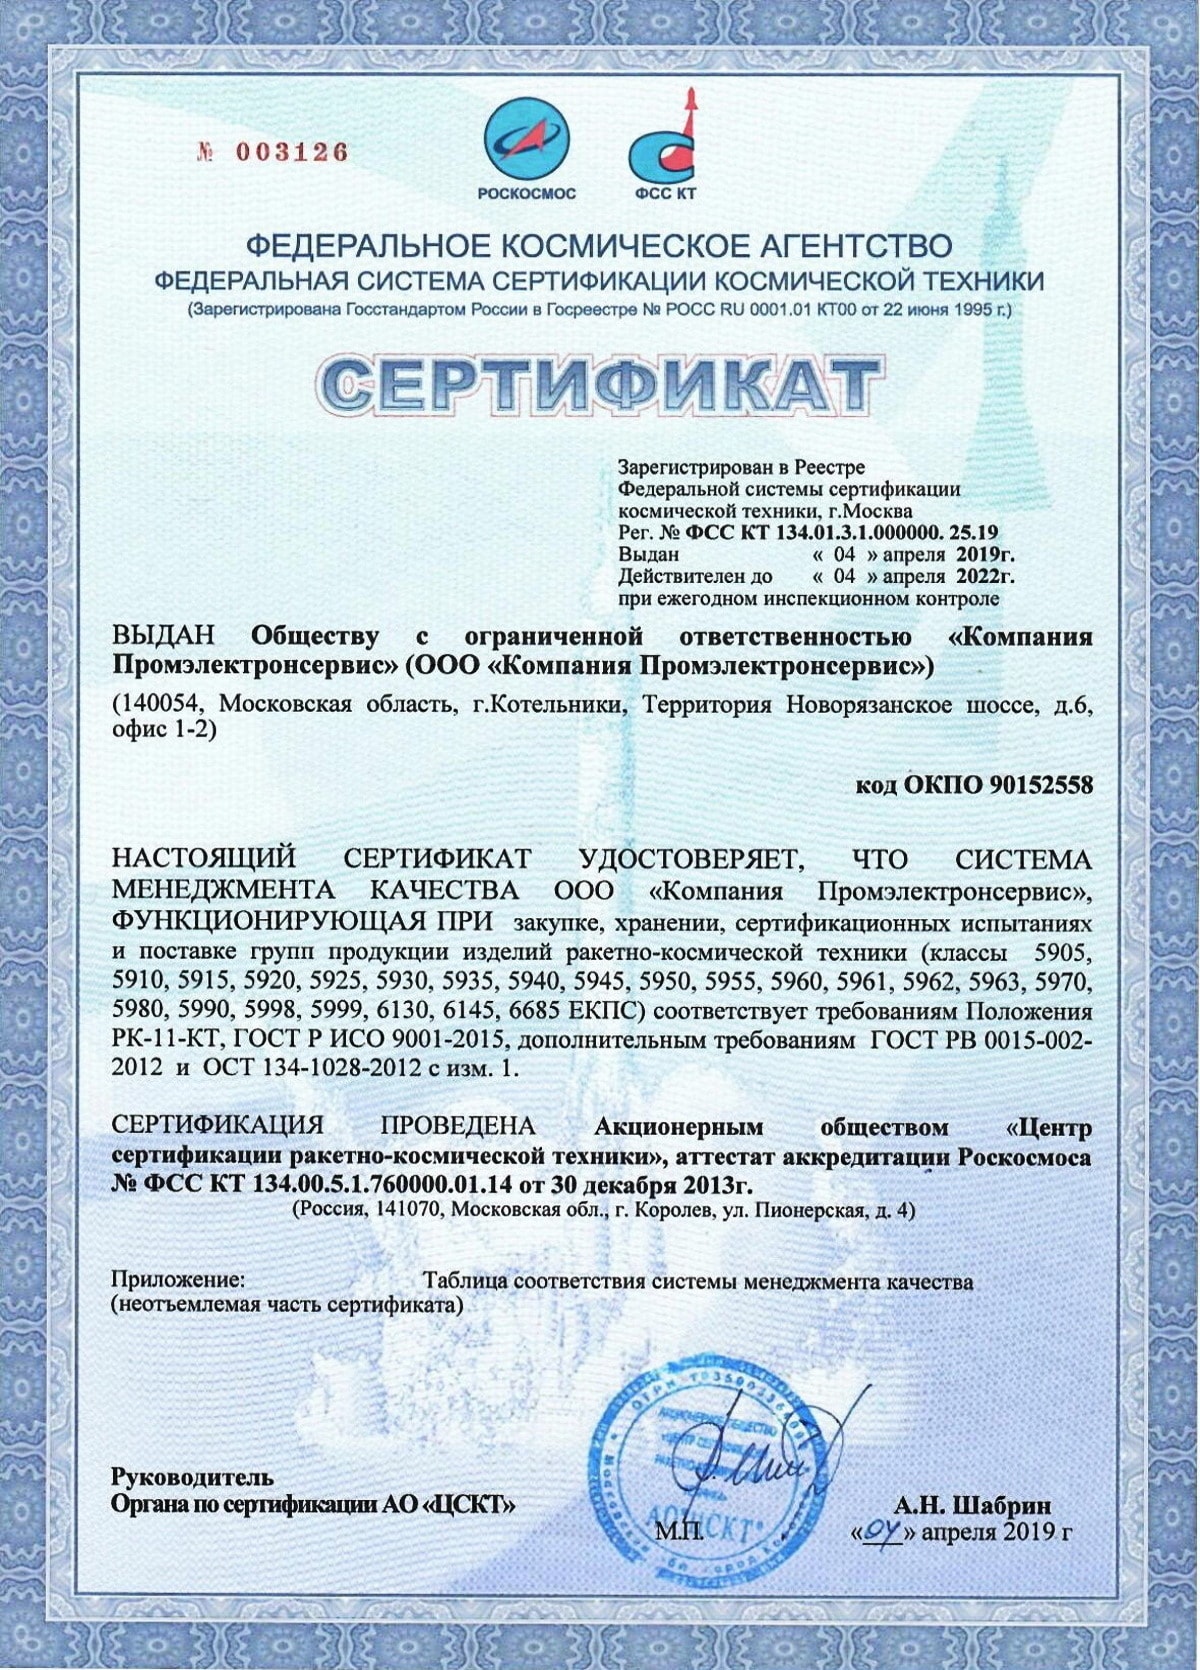 № 003126
РОСКОСМОС
ФСС КТ
ФЕДЕРАЛЬНОЕ КОСМИЧЕСКОЕ АГЕНТСТВО
ФЕДЕРАЛЬНАЯ СИСТЕМА СЕРТИФИКАЦИИ КОСМИЧЕСКОЙ ТЕХНИКИ
(Зарегистрирована Госстандартом России в Госреестре № РОСС RU 0001.01 КТ00 от 22 июня 1995 г.)
СЕРТИФИКАТ
Зарегистрирован в Реестре
Федеральной системы сертификации
космической техники, г.Москва
Рег. № ФСС КТ 134.01.3.1.000000. 25.19
Выдан « 04 » апреля 2019г.
Действителен до « 04 » апреля 2022г.
при ежегодном инспекционном контроле
ВЫДАН Обществу с ограниченной ответственностью «Компания
Промэлектронсервис» (ООО «Компания Промэлектронсервис»)
(140054, Московская область, г.Котельники, Территория Новорязанское шоссе, д.6,
офис 1-2)
код ОКПО 90152558
НАСТОЯЩИЙ СЕРТИФИКАТ УДОСТОВЕРЯЕТ, ЧТО СИСТЕМА
МЕНЕДЖМЕНТА КАЧЕСТВА ООО «Компания Промэлектронсервис»,
ФУНКЦИОНИРУЮЩАЯ ПРИ закупке, хранении, сертификационных испытаниях
и поставке групп продукции изделий ракетно-космической техники (классы 5905,
5910, 5915, 5920, 5925, 5930, 5935, 5940, 5945, 5950, 5955, 5960, 5961, 5962, 5963, 5970,
5980, 5990, 5998, 5999, 6130, 6145, 6685 ЕКПС) соответствует требованиям Положения
РК-11-КТ, ГОСТ Р ИСО 9001-2015, дополнительным требованиям ГОСТ РВ 0015-002-
2012 и ОСТ 134-1028-2012 с изм. 1.
СЕРТИФИКАЦИЯ ПРОВЕДЕНА Акционерным обществом «Центр
сертификации ракетно-космической техники», аттестат аккредитации Роскосмоса
№ ФСС КТ 134.00.5.1.760000.01.14 от 30 декабря 2013г.
(Россия, 141070, Московская обл., г. Королев, ул. Пионерская, д. 4)
Приложение: Таблица соответствия системы менеджмента качества
(неотъемлемая часть сертификата)
АКЦИОНЕРНОЕ ОБЩЕСТВО
Руководитель
Органа по сертификации АО «ЦСКТ»
А.Н. Шабрин
М.П.
«04» апреля 2019 г